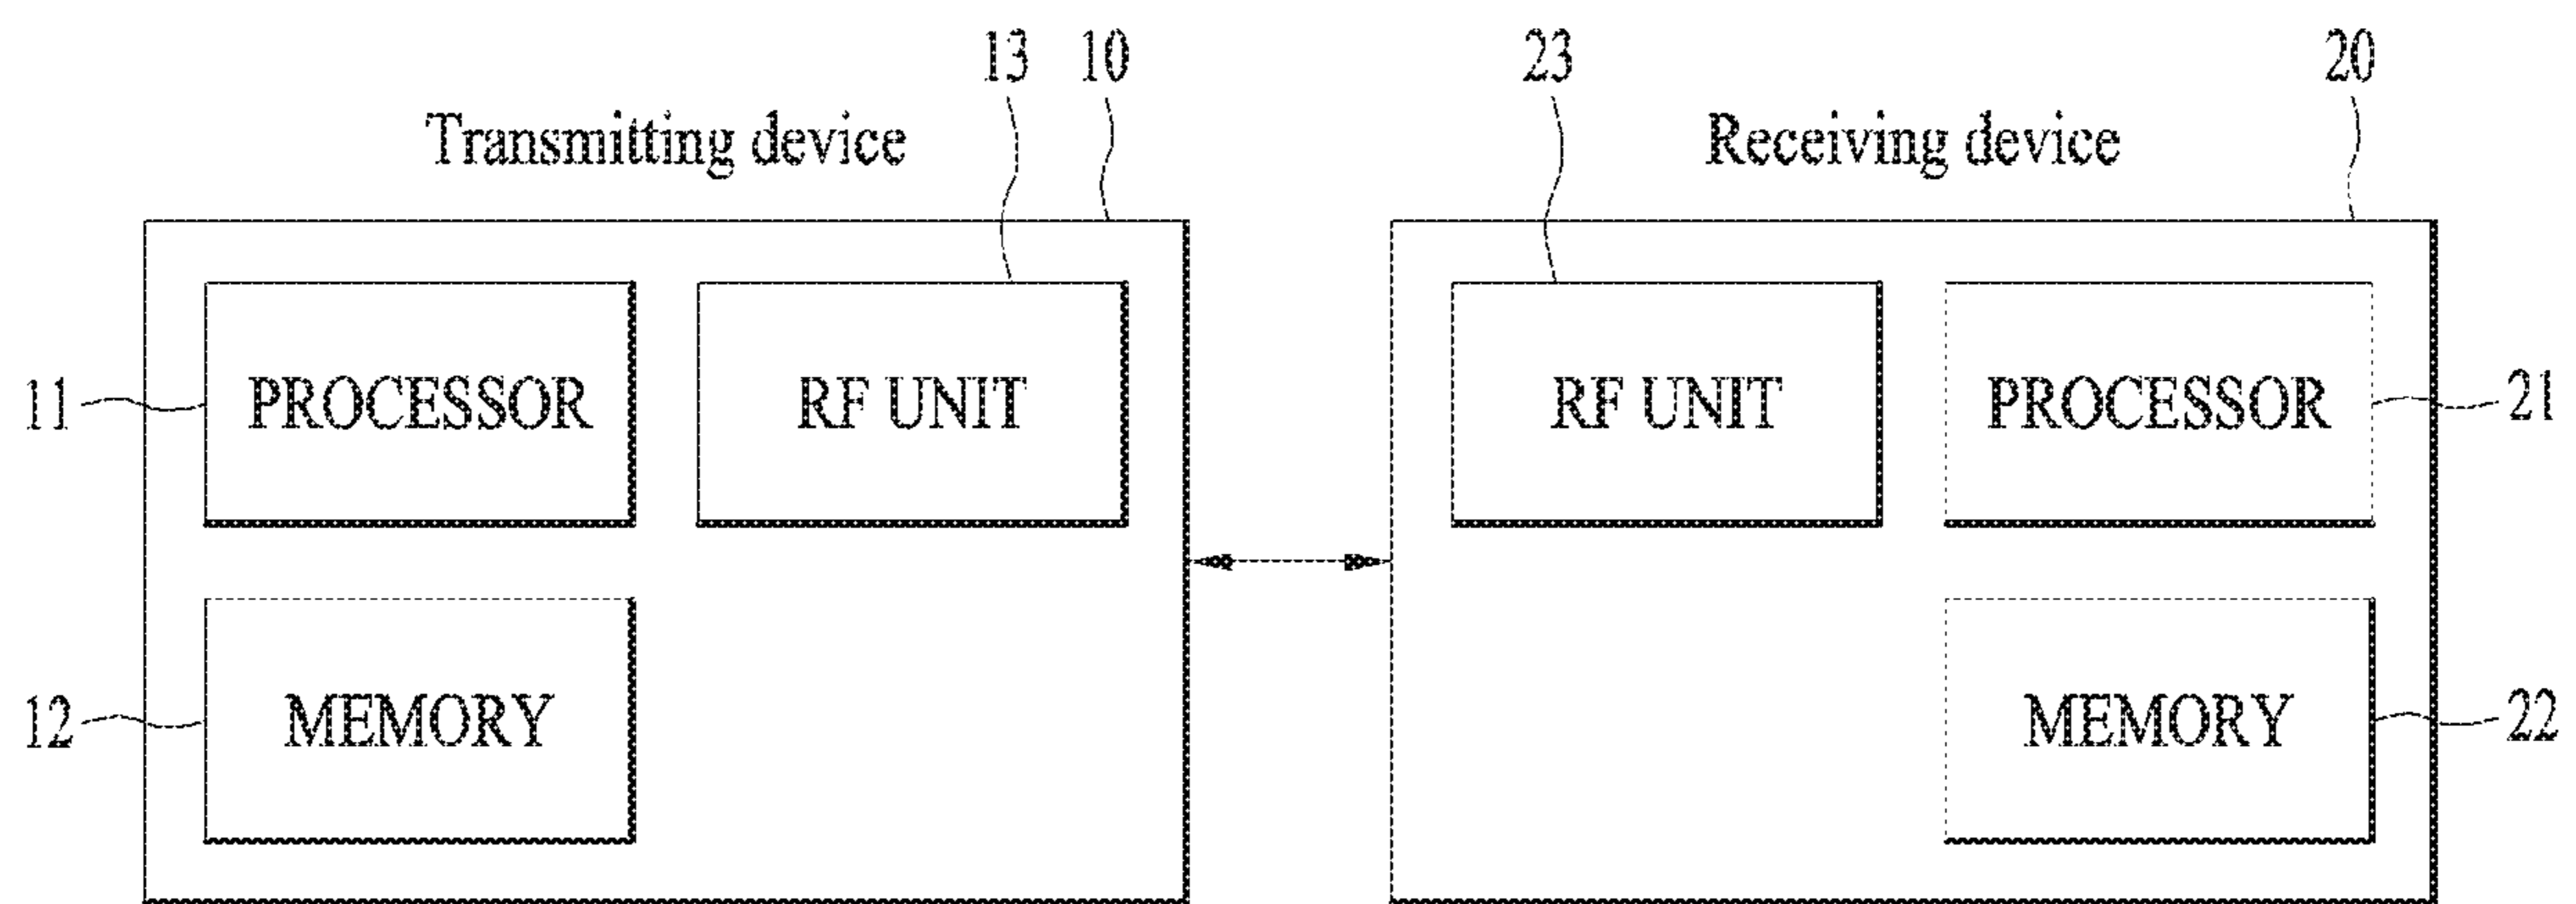 13 10 23 20
Transmitting device Receiving device
11 PROCESSOR RF UNIT RF UNIT PROCESSOR 21
12 MEMORY MEMORY 22